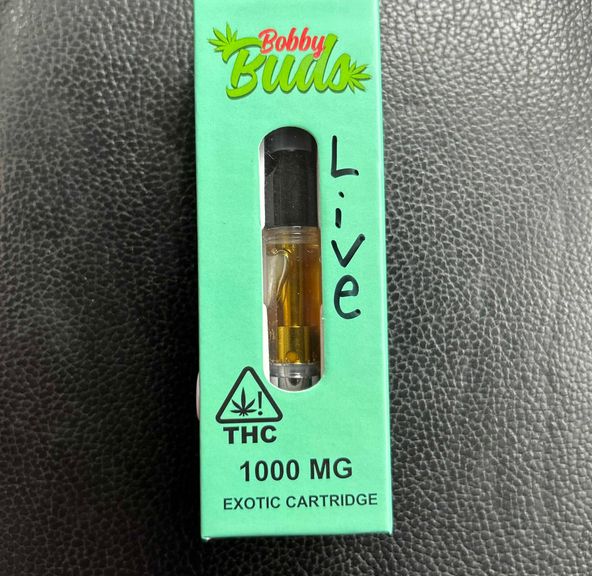 Bobby
Buds
Live
!
THC
1000 MG
EXOTIC CARTRIDGE